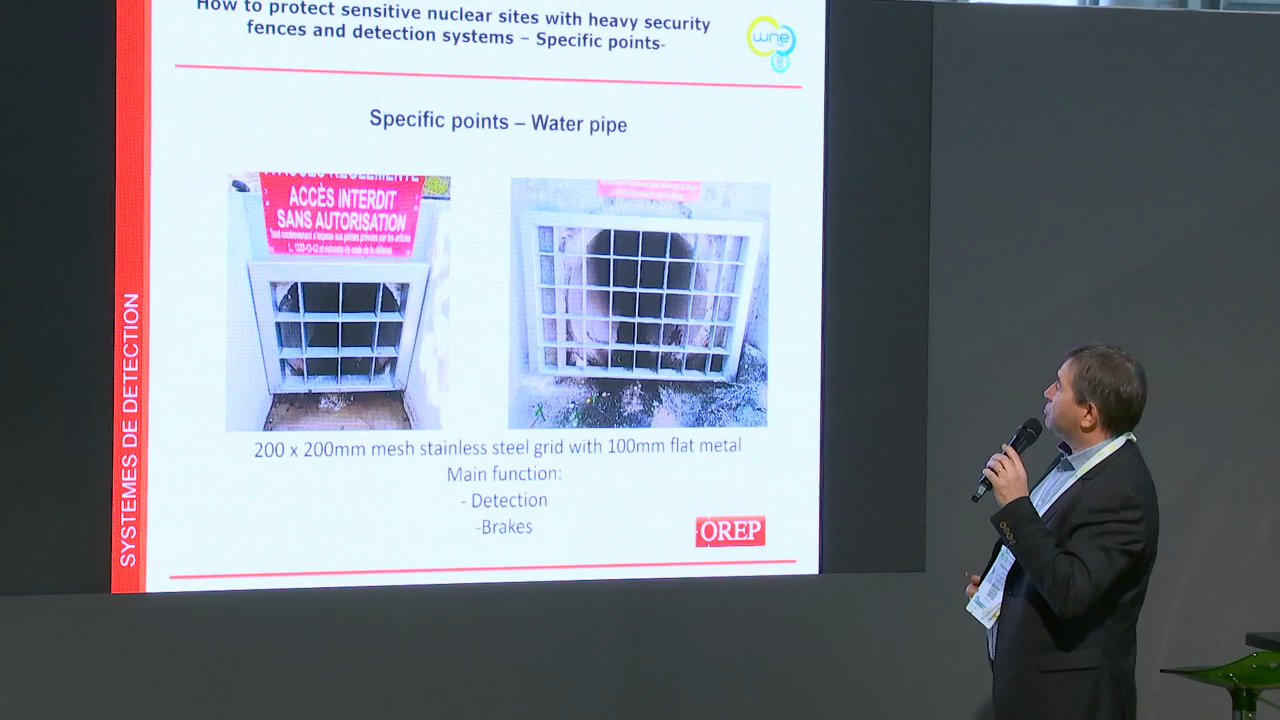 How to protect sensitive nuclear sites with heavy security
fences and detection systems – Specific points-
wne
Specific points – Water pipe
ACCÈS INTERDIT
SANS AUTORISATION
200 x 200mm mesh stainless steel grid with 100mm flat metal
Main function:
- Detection
-Brakes
OREP
SYSTEMES DE DETECTION